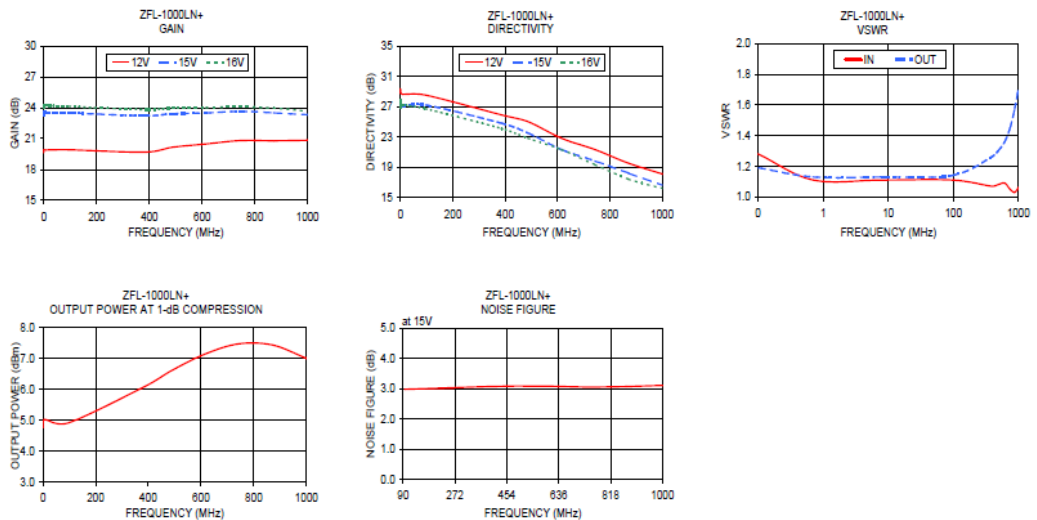 ZFL-1000LN+
GAIN
30
27
24
21
18
15
GAIN (dB)
12V 15V 16V
0 200 400 600 800 1000
FREQUENCY (MHz)
ZFL-1000LN+
DIRECTIVITY
35
31
27
23
19
15
DIRECTIVITY (dB)
12V 15V 16V
0 200 400 600 800 1000
FREQUENCY (MHz)
ZFL-1000LN+
VSWR
2.0
1.8
1.6
1.4
1.2
1.0
VSWR
IN OUT
0 1 10 100 1000
FREQUENCY (MHz)
ZFL-1000LN+
OUTPUT POWER AT 1-dB COMPRESSION
8.0
7.0
6.0
5.0
4.0
3.0
OUTPUT POWER (dBm)
0 200 400 600 800 1000
FREQUENCY (MHz)
ZFL-1000LN+
NOISE FIGURE
at 15V
5.0
4.0
3.0
2.0
1.0
0.0
NOISE FIGURE (dB)
90 272 454 636 818 1000
FREQUENCY (MHz)